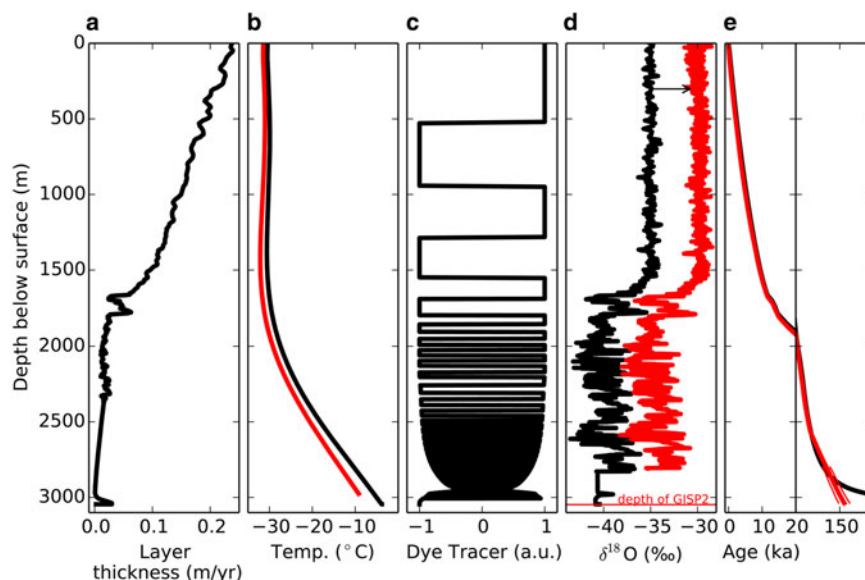 a b c d e
0
500
1000
1500
2000
2500
3000
Depth below surface (m)
0.0 0.1 0.2
−30 −20 −10
−1 0 1
−40 −35 −30
0 10 20 150
Layer
thickness (m/yr)
Temp. (°C)
Dye Tracer (a.u.)
δ18O (‰)
Age (ka)
depth of GISP2